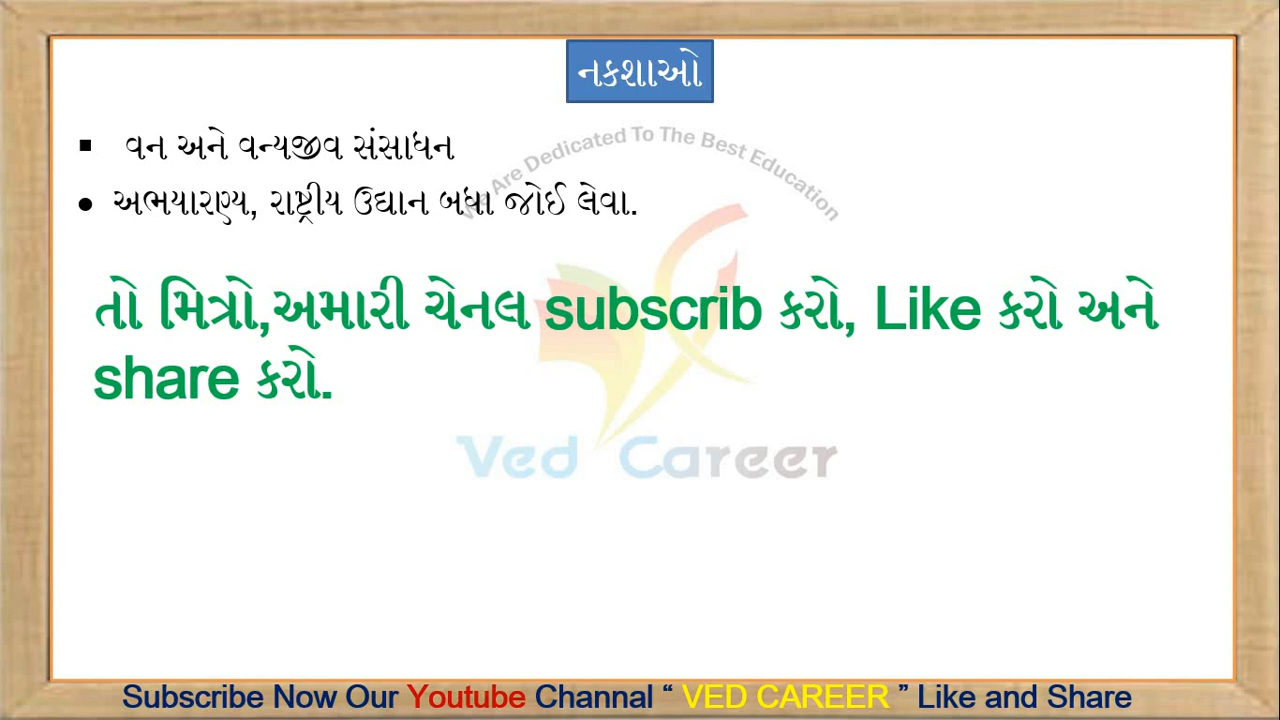 નકશાઓ
▪ વન અને વન્યજીવ સંસાધન
We Are Dedicated To The Best Education
• અભયારણ્ય, રાષ્ટ્રીય ઉદ્યાન બધા જોઈ લેવા.
તો મિત્રો,અમારી ચેનલ subscrib કરો, Like કરો અને
share કરો.
Ved Career
Subscribe Now Our Youtube Channal “ VED CAREER ” Like and Share